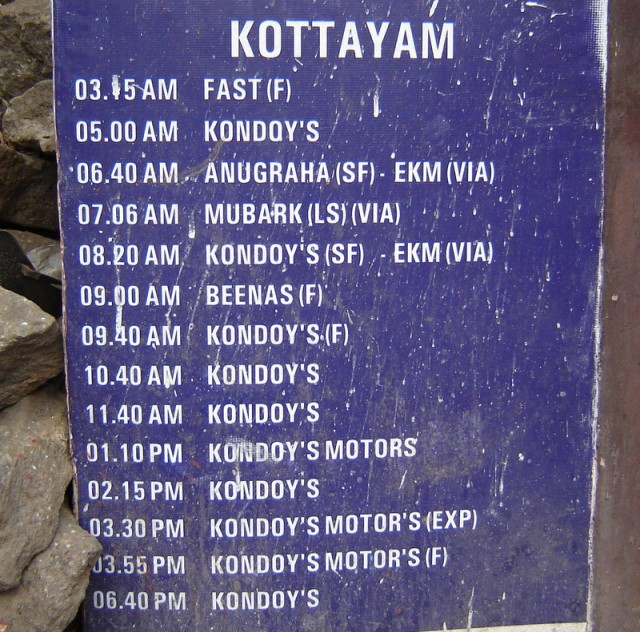 KOTTAYAM
03.15 AM FAST (F)
05.00 AM KONDOY'S
06.40 AM ANUGRAHA (SF) - EKM (VIA)
07.06 AM MUBARK (LS) (VIA)
08.20 AM KONDOY'S (SF) - EKM (VIA)
09.00 AM BEENAS (F)
09.40 AM KONDOY'S (F)
10.40 AM KONDOY'S
11.40 AM KONDOY'S
01.10 PM KONDOY'S MOTORS
02.15 PM KONDOY'S
03.30 PM KONDOY'S MOTOR'S (EXP)
03.55 PM KONDOY'S MOTOR'S (F)
06.40 PM KONDOY'S